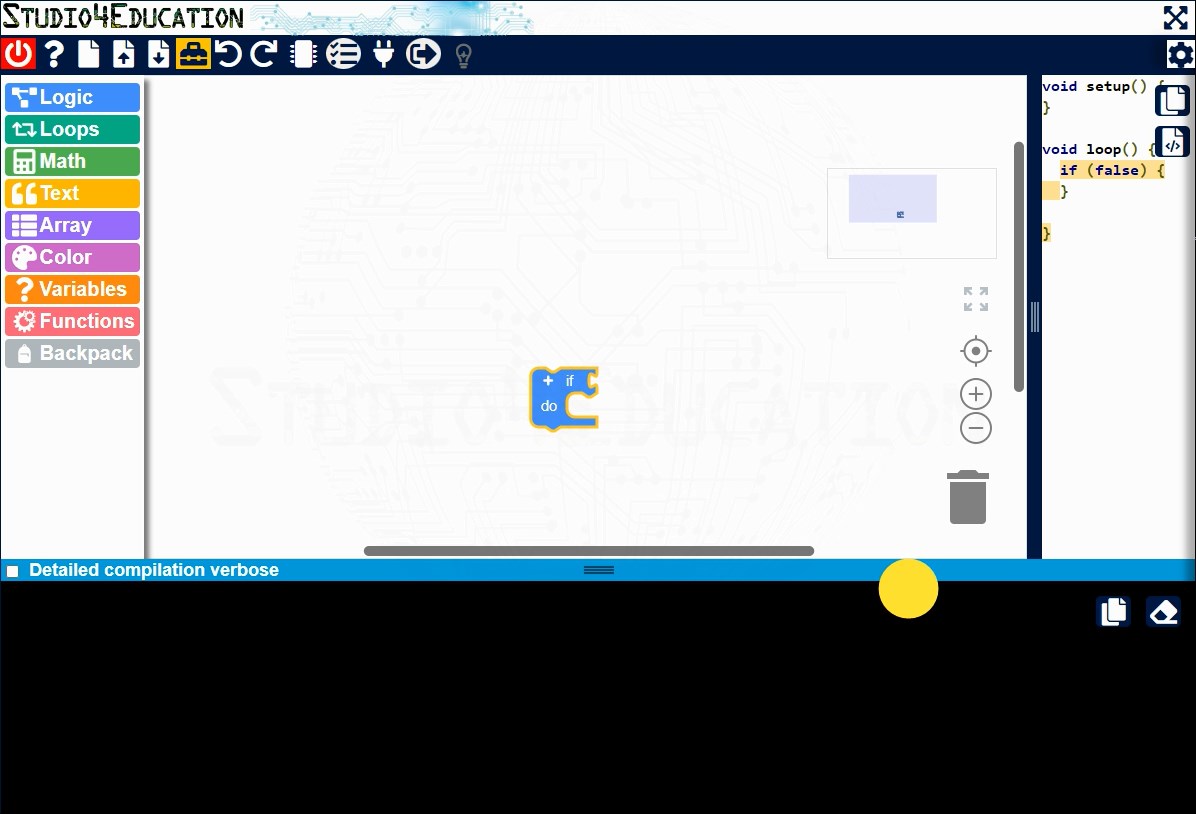 STUDIO4EDUCATION
Logic
Loops
Math
Text
Array
Color
Variables
Functions
Backpack
+ if
do
STUDIO4EDUCATION
void setup() {
}
void loop() {
if (false) {
}
}
Detailed compilation verbose